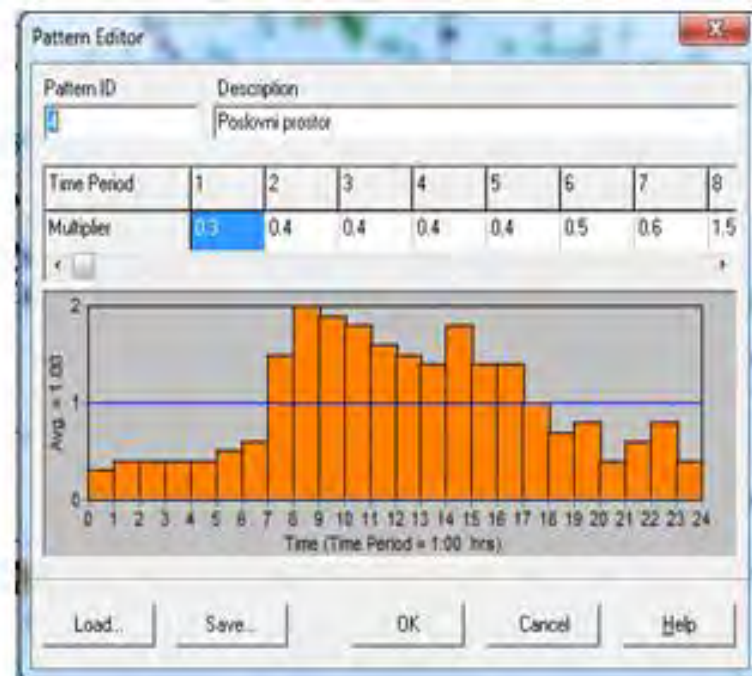 Pattern Editor
Pattern ID Description
4 Poslovni prostor
Time Period 1 2 3 4 5 6 7 8
Multiplier 0.3 0.4 0.4 0.4 0.4 0.5 0.6 1.5
2
1
0
Avg. = 1.00
0 1 2 3 4 5 6 7 8 9 10 11 12 13 14 15 16 17 18 19 20 21 22 23 24
Time (Time Period = 1:00 hrs)
Load... Save... OK Cancel Help